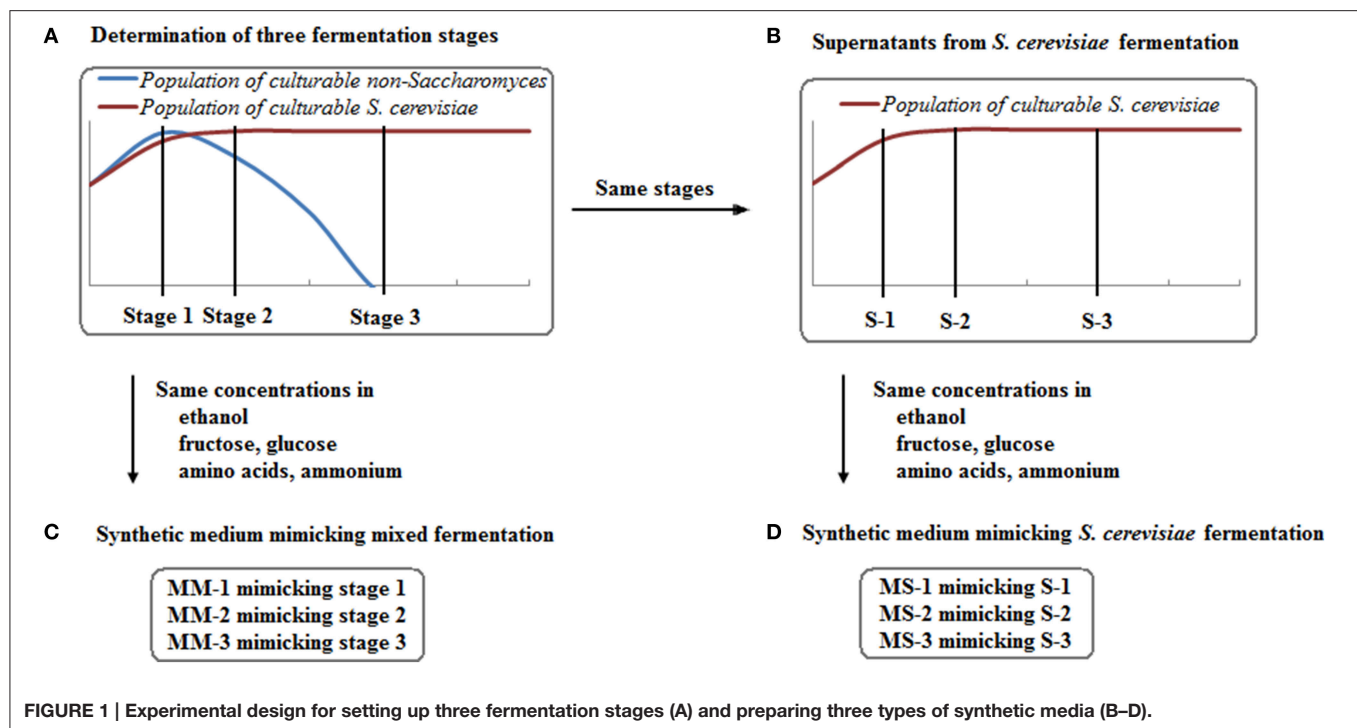 A Determination of three fermentation stages
Population of culturable non-Saccharomyces
Population of culturable S. cerevisiae
Stage 1 Stage 2 Stage 3
Same stages
B Supernatants from S. cerevisiae fermentation
Population of culturable S. cerevisiae
S-1 S-2 S-3
Same concentrations in
ethanol
fructose, glucose
amino acids, ammonium
Same concentrations in
ethanol
fructose, glucose
amino acids, ammonium
C Synthetic medium mimicking mixed fermentation
MM-1 mimicking stage 1
MM-2 mimicking stage 2
MM-3 mimicking stage 3
D Synthetic medium mimicking S. cerevisiae fermentation
MS-1 mimicking S-1
MS-2 mimicking S-2
MS-3 mimicking S-3
FIGURE 1 | Experimental design for setting up three fermentation stages (A) and preparing three types of synthetic media (B–D).